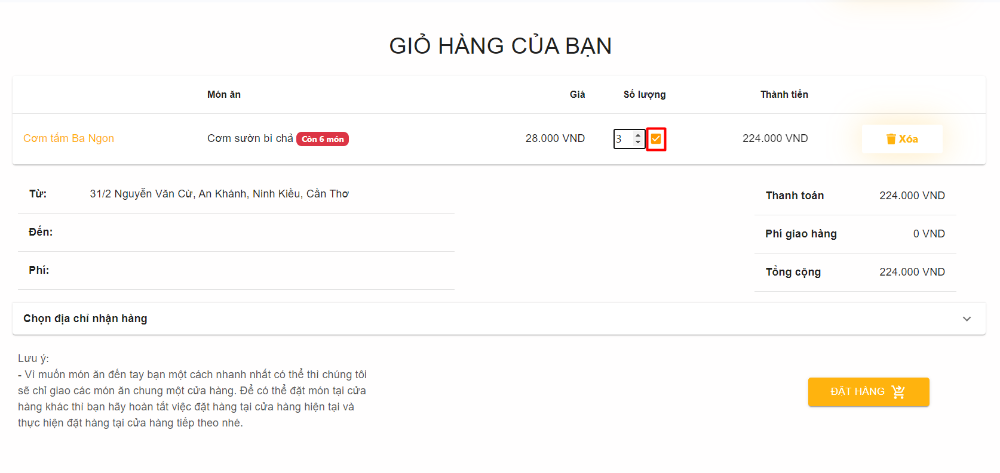 GIỎ HÀNG CỦA BẠN
Món ăn Giá Số lượng Thành tiền
Cơm tấm Ba Ngon Cơm sườn bì chả Còn 6 món 28.000 VND 3 224.000 VND Xóa
Từ: 31/2 Nguyễn Văn Cừ, An Khánh, Ninh Kiều, Cần Thơ
Đến:
Phí:
Thanh toán 224.000 VND
Phí giao hàng 0 VND
Tổng cộng 224.000 VND
Chọn địa chỉ nhận hàng
Lưu ý:
- Vì muốn món ăn đến tay bạn một cách nhanh nhất có thể thì chúng tôi
sẽ chỉ giao các món ăn chung một cửa hàng. Để có thể đặt món tại cửa
hàng khác thì bạn hãy hoàn tất việc đặt hàng tại cửa hàng hiện tại và
thực hiện đặt hàng tại cửa hàng tiếp theo nhé.
ĐẶT HÀNG